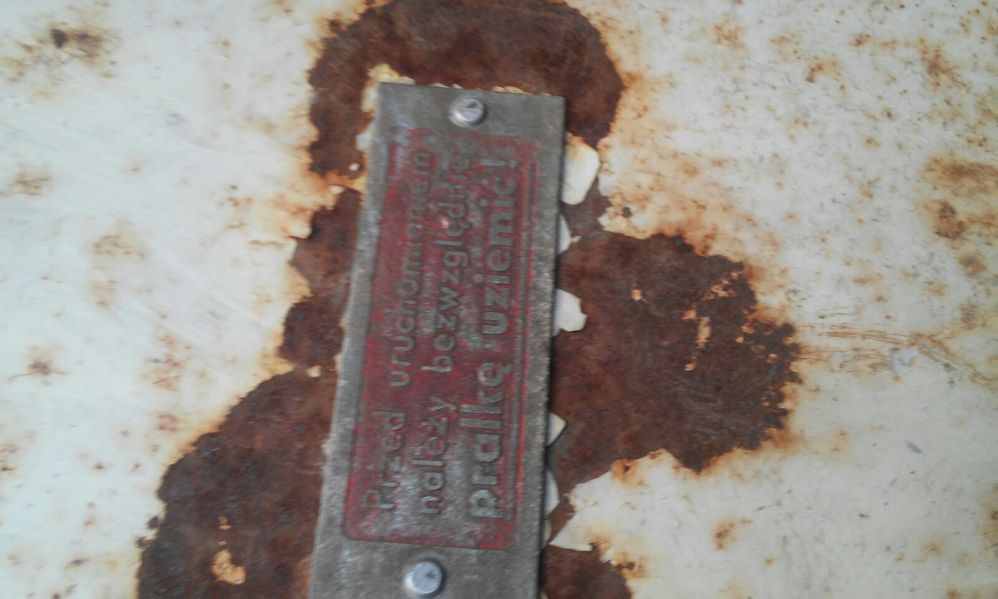 Przed uruchomieniem
należy bezwzględnie
pralkę uziemić!